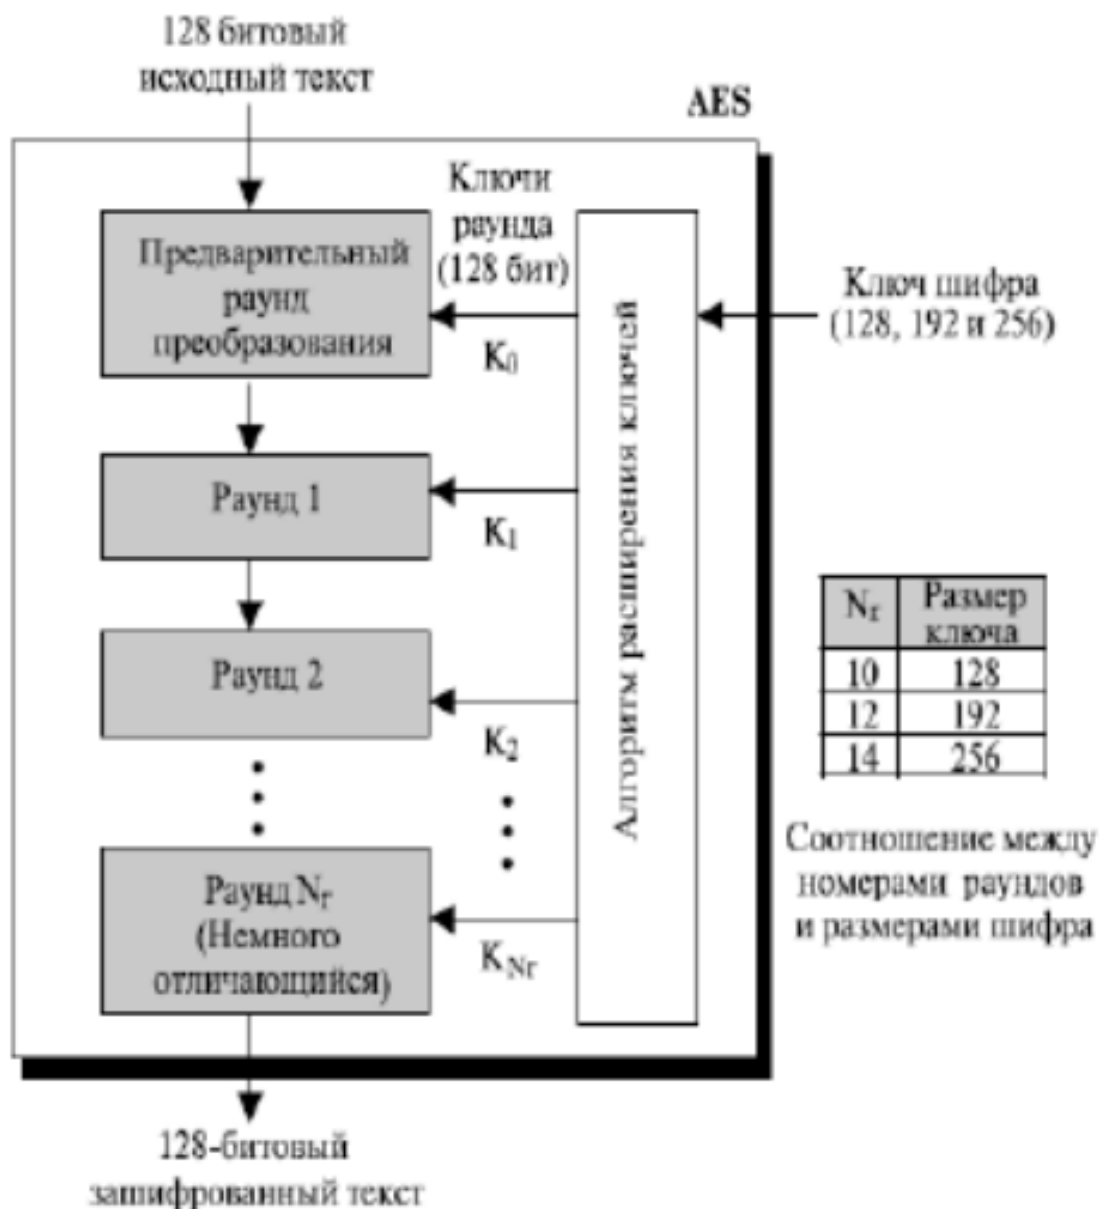 128 битовый
исходный текст
AES
Ключи
раунда
(128 бит)
Предварительный
раунд
преобразования
Ключ шифра
(128, 192 и 256)
K0
Алгоритм расширения ключей
Раунд 1
K1
Раунд 2
K2
Nr Размер
ключа
10 128
12 192
14 256
Соотношение между
номерами раундов
и размерами шифра
Раунд Nr
(Немного
отличающийся)
KNr
128-битовый
зашифрованный текст